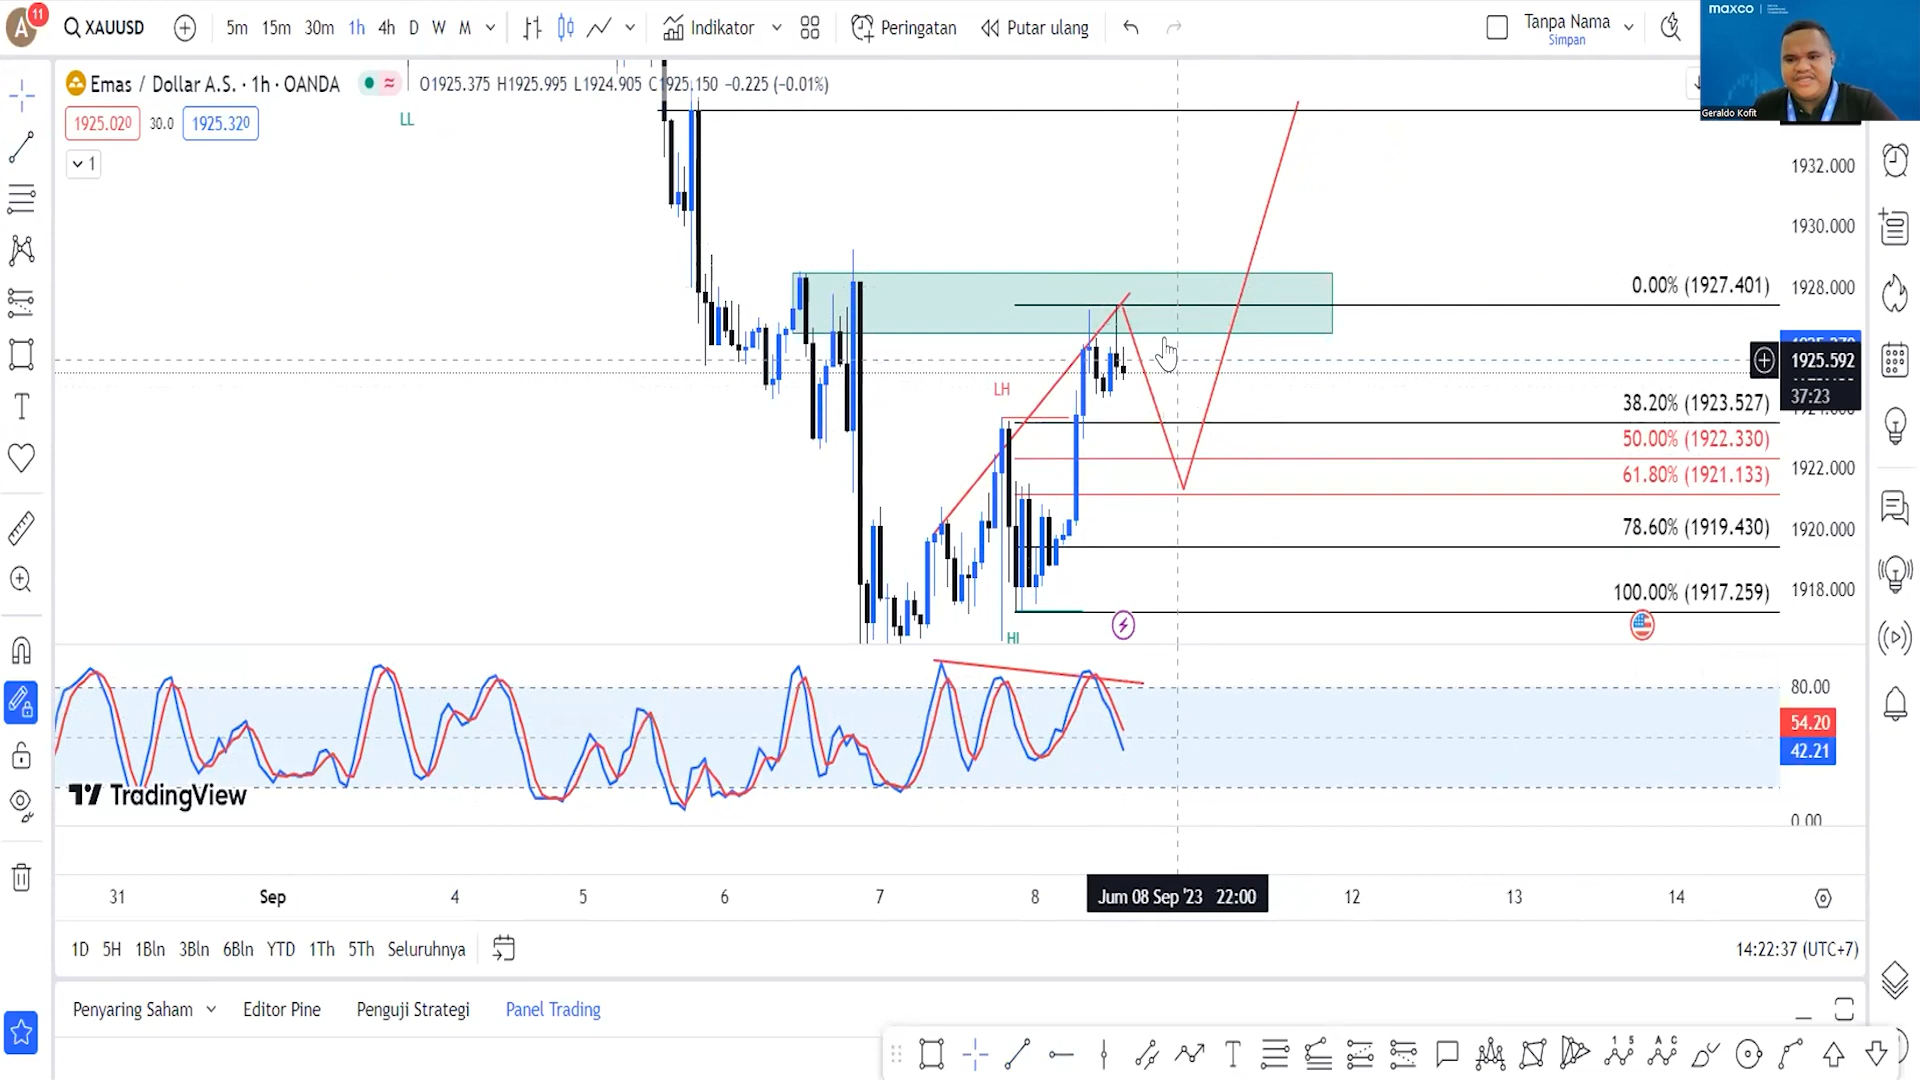 A 11
XAUUSD
5m 15m 30m 1h 4h D W M
Indikator
Peringatan
Putar ulang
Tanpa Nama
Simpan
maxco
Geraldo Kofit
Emas / Dollar A.S. · 1h · OANDA
O1925.375 H1925.995 L1924.905 C1925.150 −0.225 (−0.01%)
1925.020 30.0 1925.320
1
LL
LH
HL
0.00% (1927.401)
38.20% (1923.527)
50.00% (1922.330)
61.80% (1921.133)
78.60% (1919.430)
100.00% (1917.259)
1932.000
1930.000
1928.000
1925.592
37:23
1922.000
1920.000
1918.000
80.00
54.20
42.21
0.00
TradingView
31 Sep 4 5 6 7 8 Jum 08 Sep '23 22:00 12 13 14
1D 5H 1Bln 3Bln 6Bln YTD 1Th 5Th Seluruhnya
14:22:37 (UTC+7)
Penyaring Saham Editor Pine Penguji Strategi Panel Trading